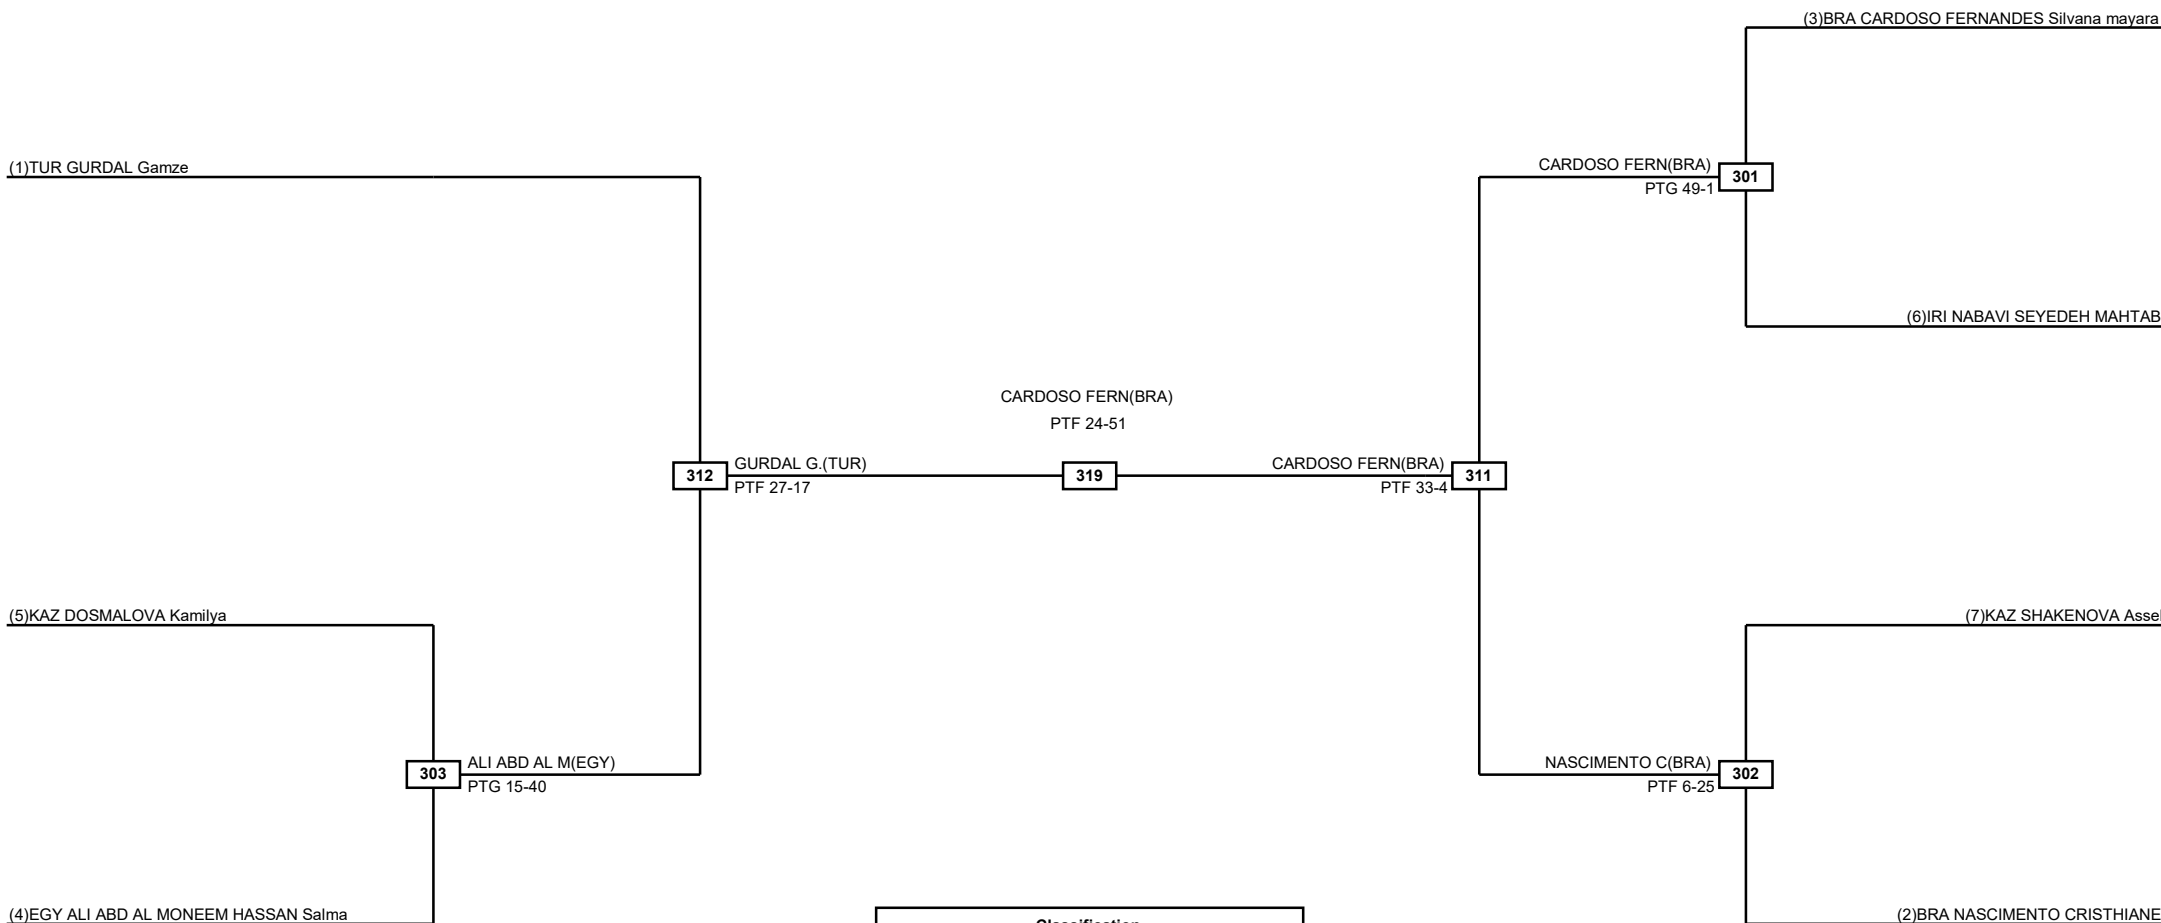 (3)BRA CARDOSO FERNANDES Silvana mayara
(1)TUR GURDAL Gamze
CARDOSO FERN(BRA)
301
PTG 49-1
(6)IRI NABAVI SEYEDEH MAHTAB
CARDOSO FERN(BRA)
PTF 24-51
312
GURDAL G.(TUR)
PTF 27-17
319
CARDOSO FERN(BRA)
311
PTF 33-4
(5)KAZ DOSMALOVA Kamilya
(7)KAZ SHAKENOVA Assel
303
ALI ABD AL M(EGY)
PTG 15-40
NASCIMENTO C(BRA)
302
PTF 6-25
(4)EGY ALI ABD AL MONEEM HASSAN Salma
Classification
(2)BRA NASCIMENTO CRISTHIANE